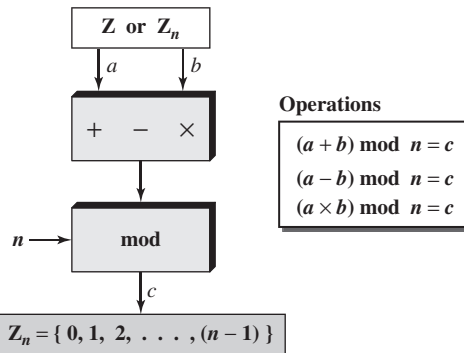 Z or Zₙ
a b
+ − ×
n mod
c
Zₙ = { 0, 1, 2, . . . , (n − 1) }
Operations
(a + b) mod n = c
(a − b) mod n = c
(a × b) mod n = c